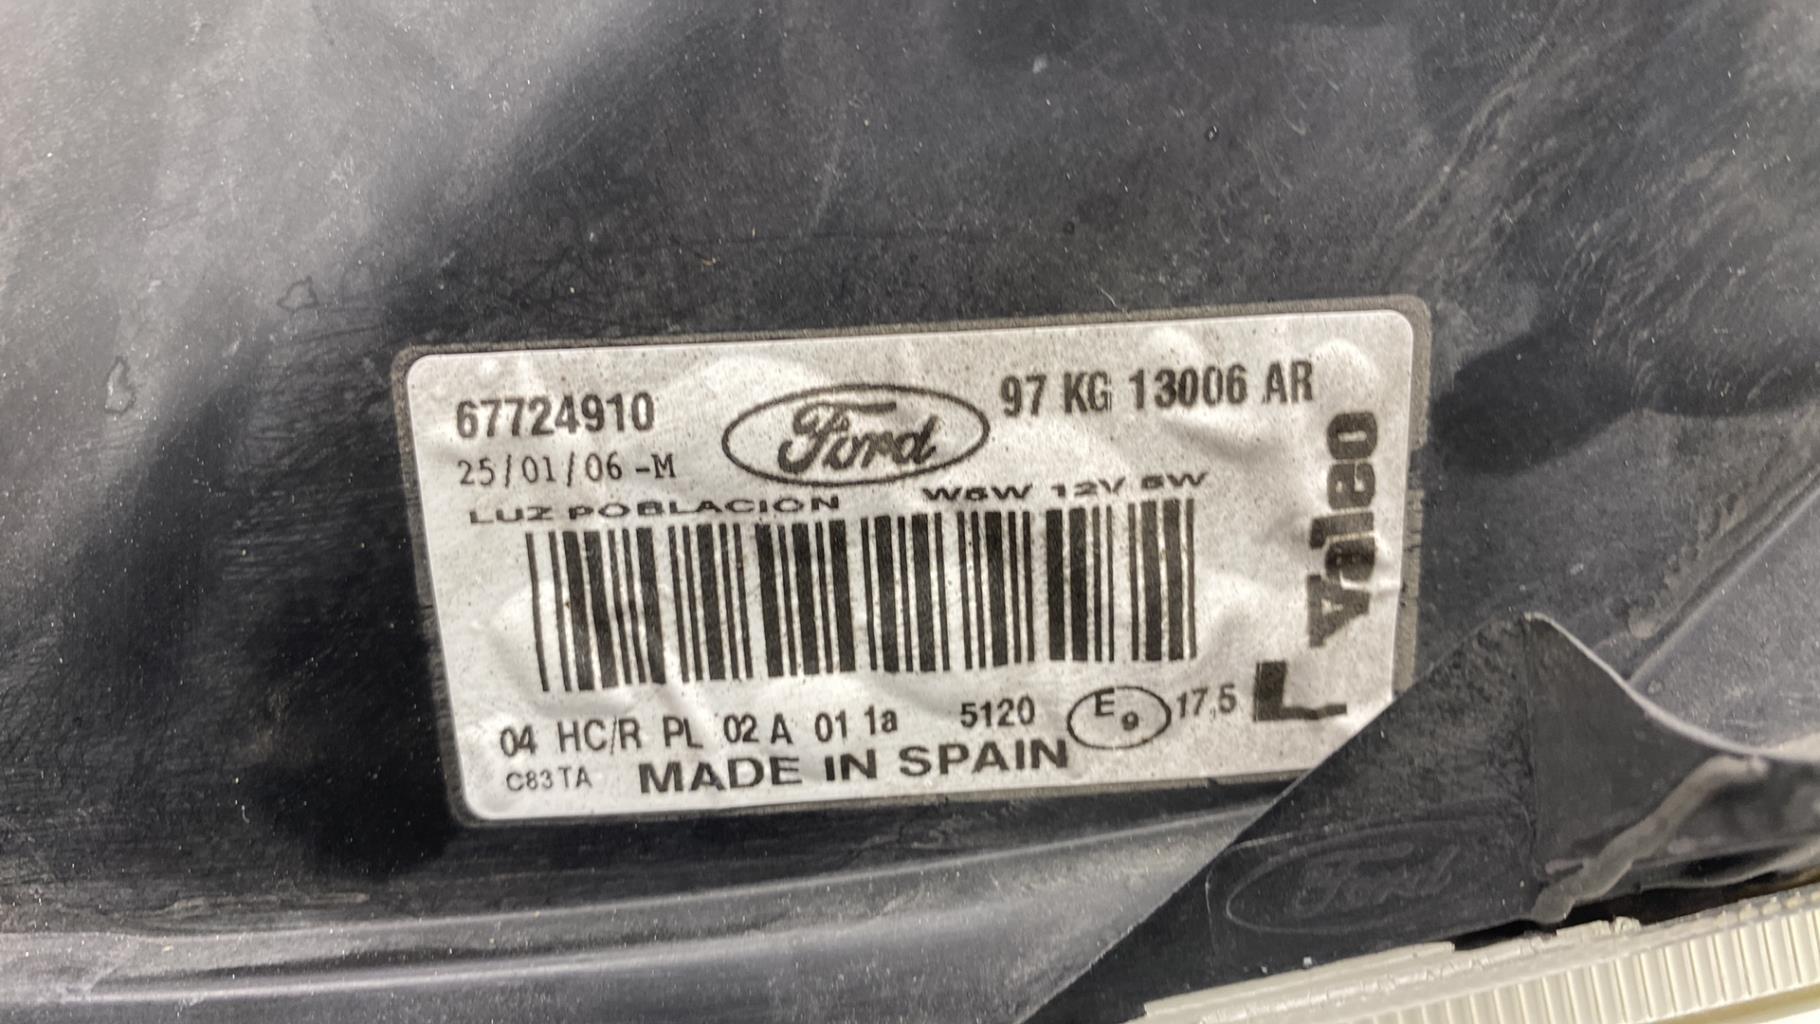 67724910
Ford
97 KG 13006 AR
25/01/06 -M
LUZ POBLACION W5W 12V 5W
Valeo
04 HC/R PL 02 A 01 1a 5120 E9 17,5
L
C83TA MADE IN SPAIN
Ford